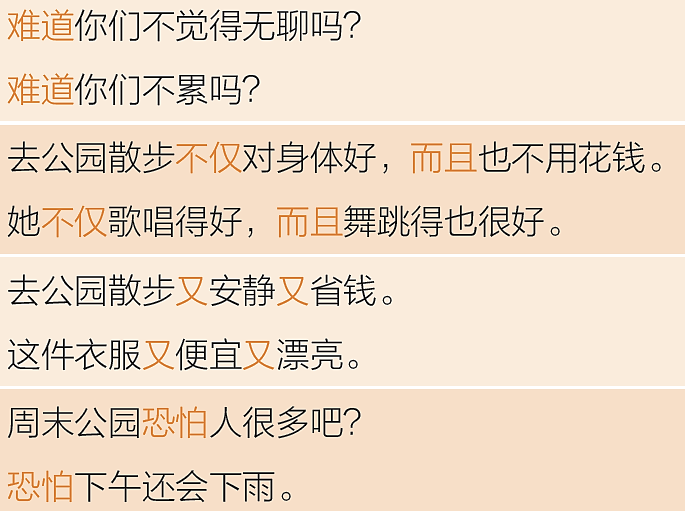 难道你们不觉得无聊吗？
难道你们不累吗？
去公园散步不仅对身体好，而且也不用花钱。
她不仅歌唱得好，而且舞跳得也很好。
去公园散步又安静又省钱。
这件衣服又便宜又漂亮。
周末公园恐怕人很多吧？
恐怕下午还会下雨。